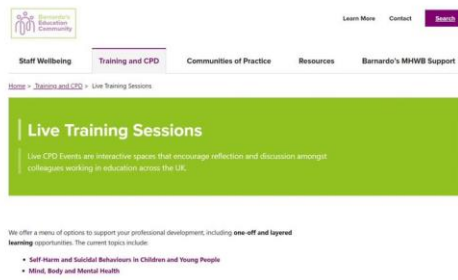 Barnardo's
Education
Community
Learn More Contact Search
Staff Wellbeing Training and CPD Communities of Practice Resources Barnardo's MHWB Support
Home > Training and CPD > Live Training Sessions
Live Training Sessions
Live CPD Events are interactive spaces that encourage reflection and discussion amongst
colleagues working in education across the UK.
We offer a menu of options to support your professional development, including one-off and layered
learning opportunities. The current topics include:
• Self-Harm and Suicidal Behaviours in Children and Young People
• Mind, Body and Mental Health